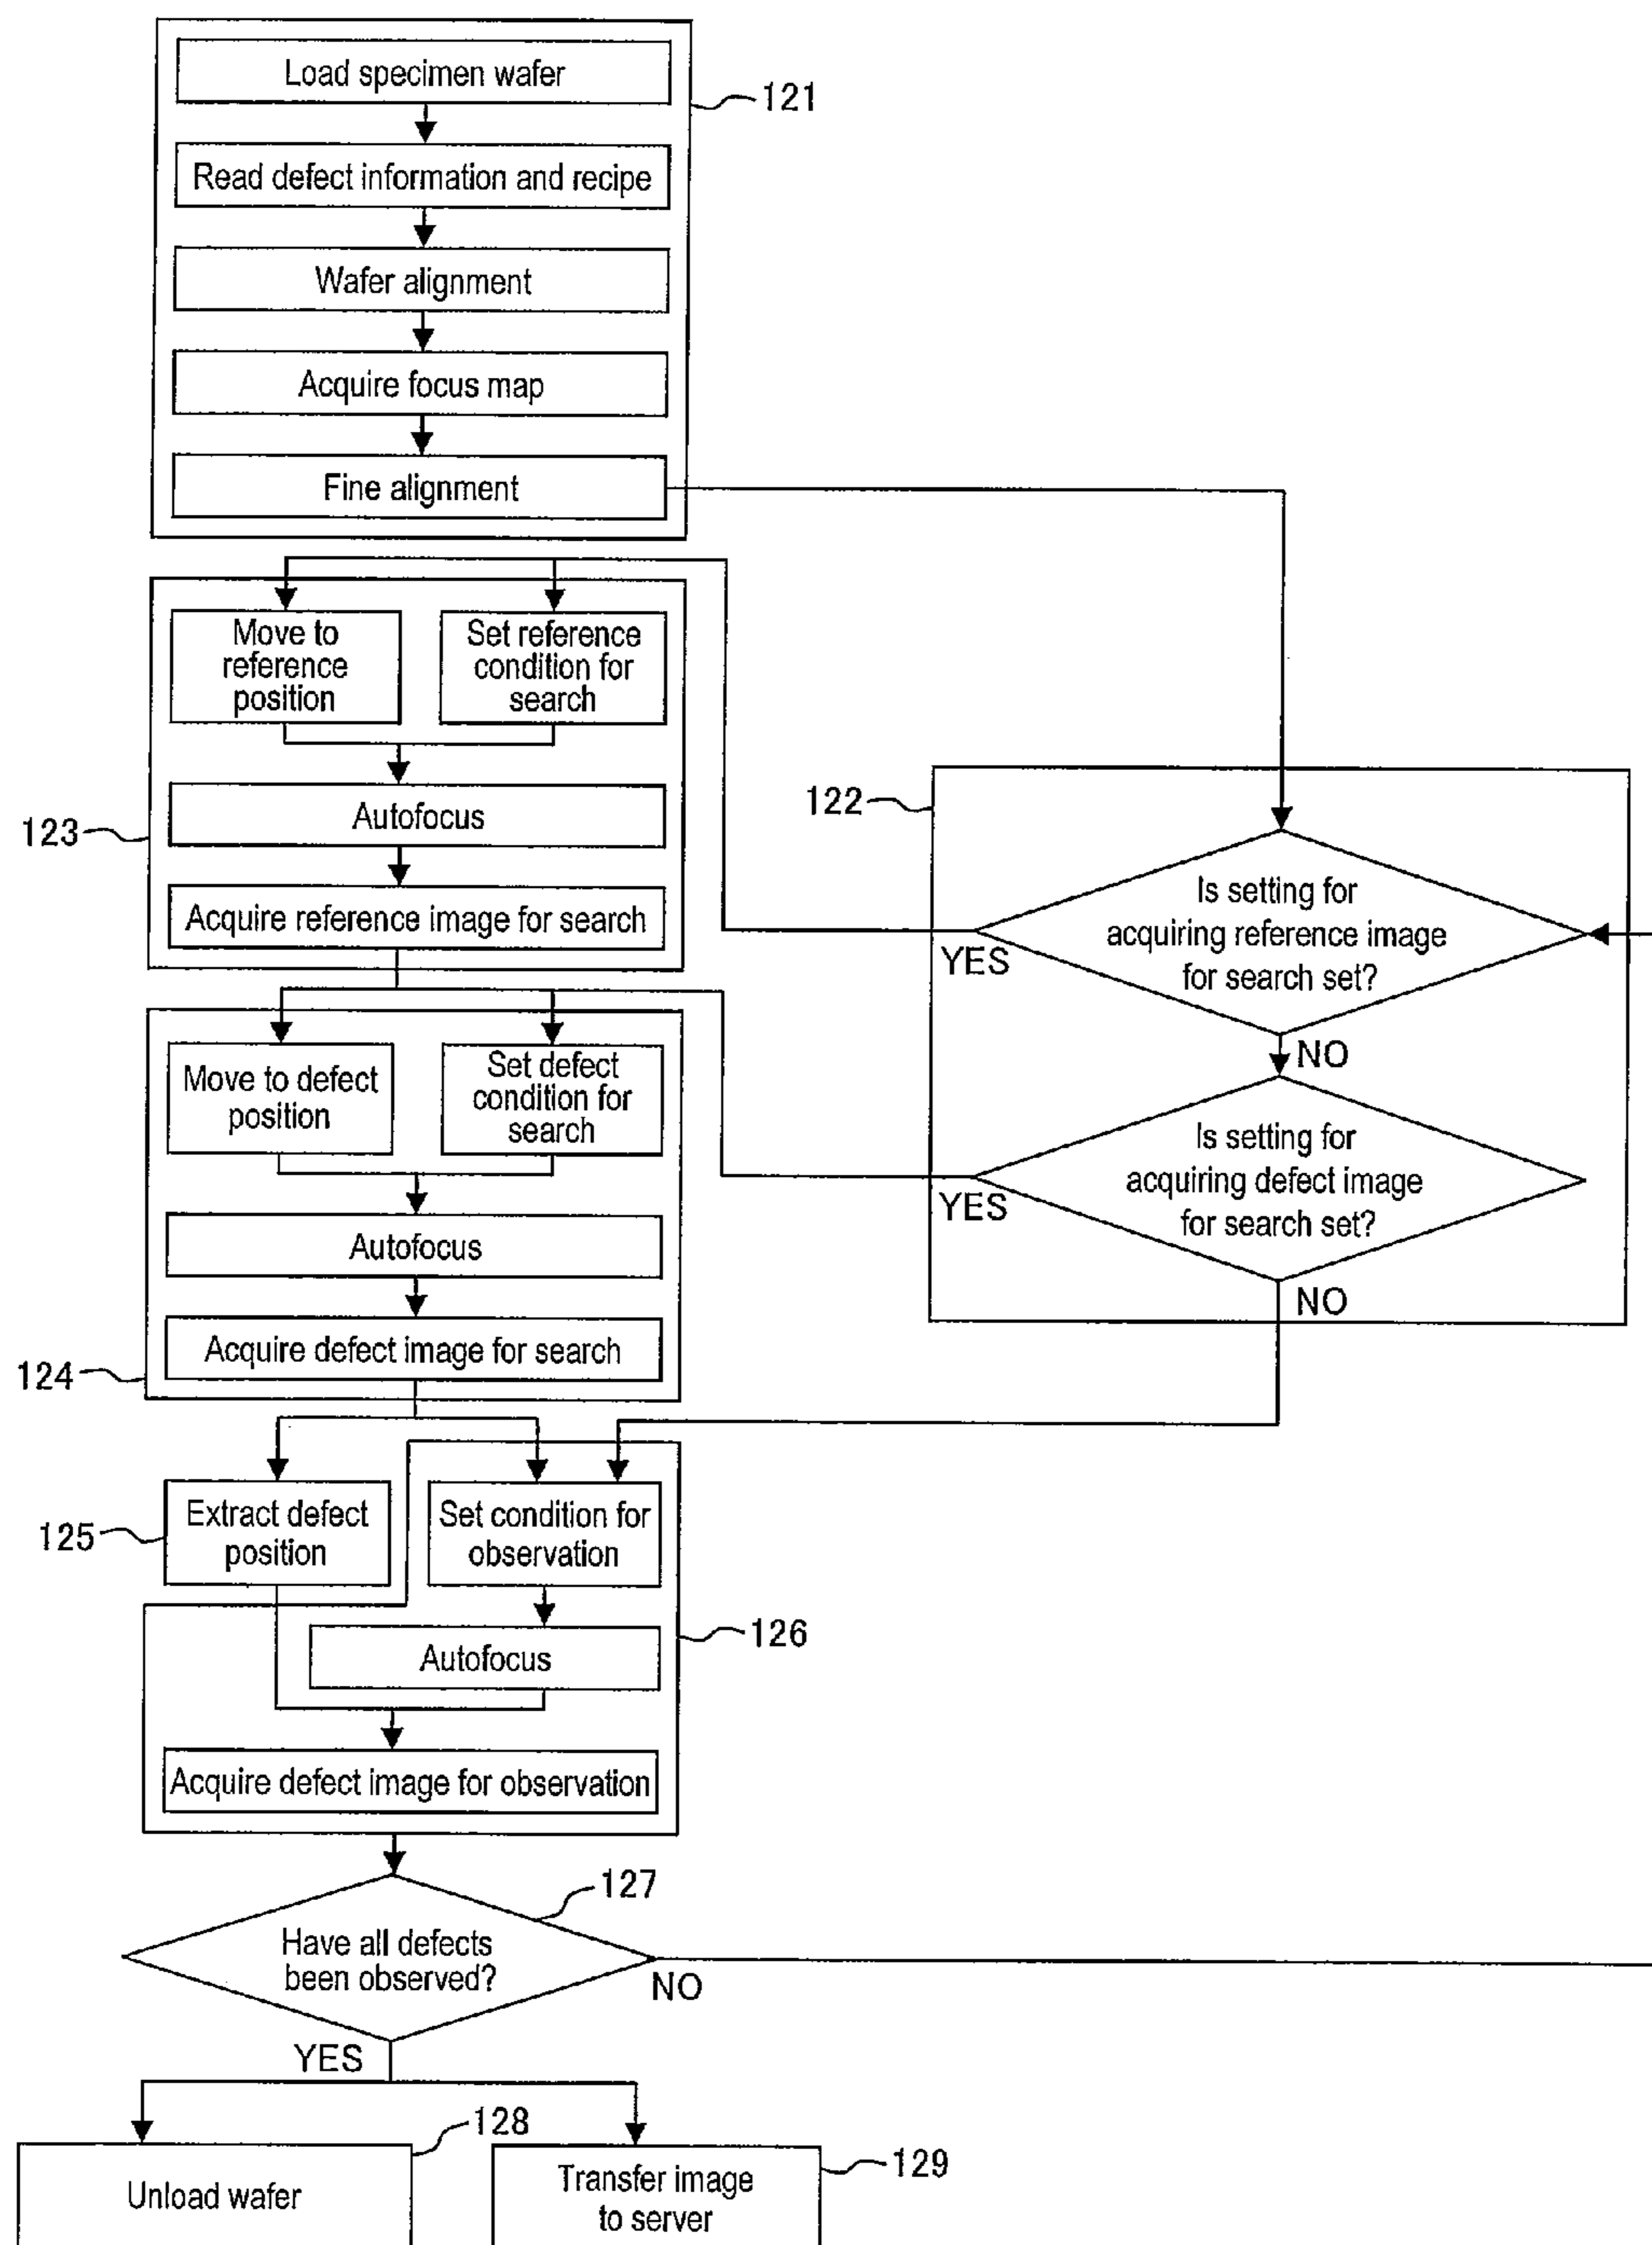 Load specimen wafer
121
Read defect information and recipe
Wafer alignment
Acquire focus map
Fine alignment
Move to
reference
position
Set reference
condition for
search
123
Autofocus
Acquire reference image for search
122
Is setting for
acquiring reference image
for search set?
YES
NO
Is setting for
acquiring defect image
for search set?
YES
NO
Move to defect
position
Set defect
condition for
search
Autofocus
Acquire defect image for search
124
125
Extract defect
position
Set condition for
observation
126
Autofocus
Acquire defect image for observation
127
Have all defects
been observed?
NO
YES
128
Unload wafer
129
Transfer image
to server